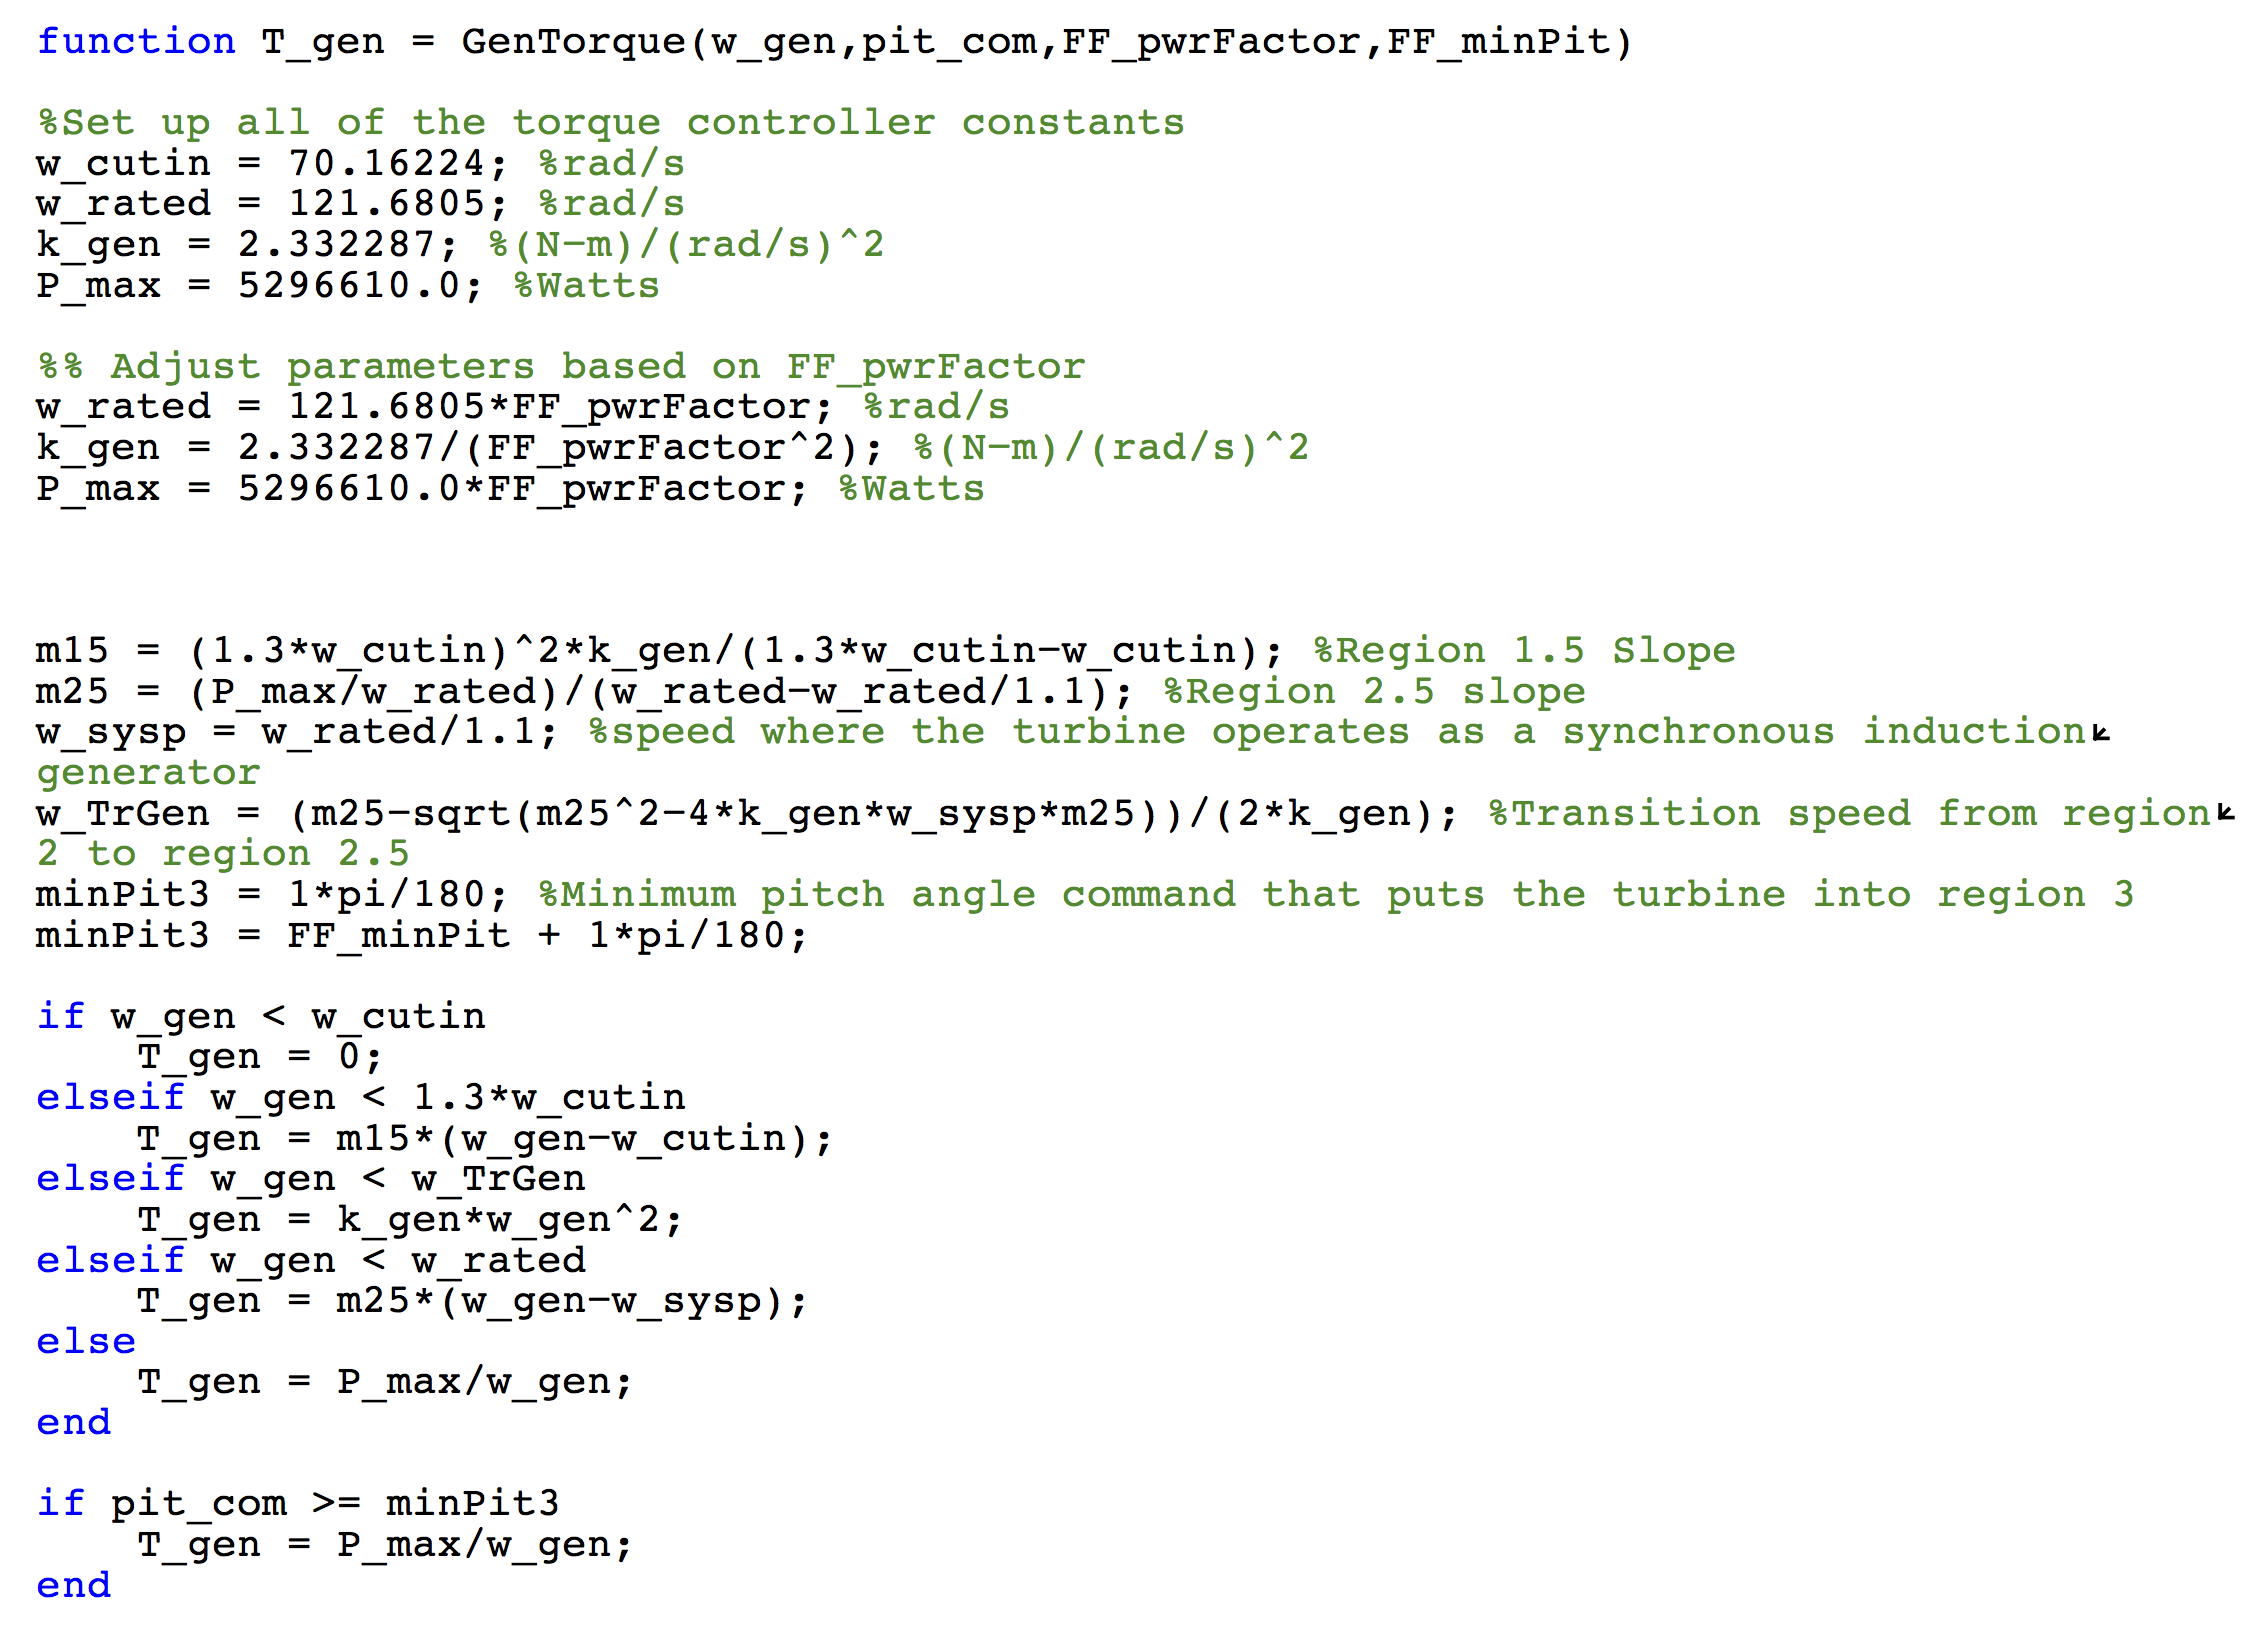 function T_gen = GenTorque(w_gen,pit_com,FF_pwrFactor,FF_minPit)
%Set up all of the torque controller constants
w_cutin = 70.16224; %rad/s
w_rated = 121.6805; %rad/s
k_gen = 2.332287; %(N-m)/(rad/s)^2
P_max = 5296610.0; %Watts
%% Adjust parameters based on FF_pwrFactor
w_rated = 121.6805*FF_pwrFactor; %rad/s
k_gen = 2.332287/(FF_pwrFactor^2); %(N-m)/(rad/s)^2
P_max = 5296610.0*FF_pwrFactor; %Watts
m15 = (1.3*w_cutin)^2*k_gen/(1.3*w_cutin-w_cutin); %Region 1.5 Slope
m25 = (P_max/w_rated)/(w_rated-w_rated/1.1); %Region 2.5 slope
w_sysp = w_rated/1.1; %speed where the turbine operates as a synchronous induction↙
generator
w_TrGen = (m25-sqrt(m25^2-4*k_gen*w_sysp*m25))/(2*k_gen); %Transition speed from region↙
2 to region 2.5
minPit3 = 1*pi/180; %Minimum pitch angle command that puts the turbine into region 3
minPit3 = FF_minPit + 1*pi/180;
if w_gen < w_cutin
    T_gen = 0;
elseif w_gen < 1.3*w_cutin
    T_gen = m15*(w_gen-w_cutin);
elseif w_gen < w_TrGen
    T_gen = k_gen*w_gen^2;
elseif w_gen < w_rated
    T_gen = m25*(w_gen-w_sysp);
else
    T_gen = P_max/w_gen;
end
if pit_com >= minPit3
    T_gen = P_max/w_gen;
end